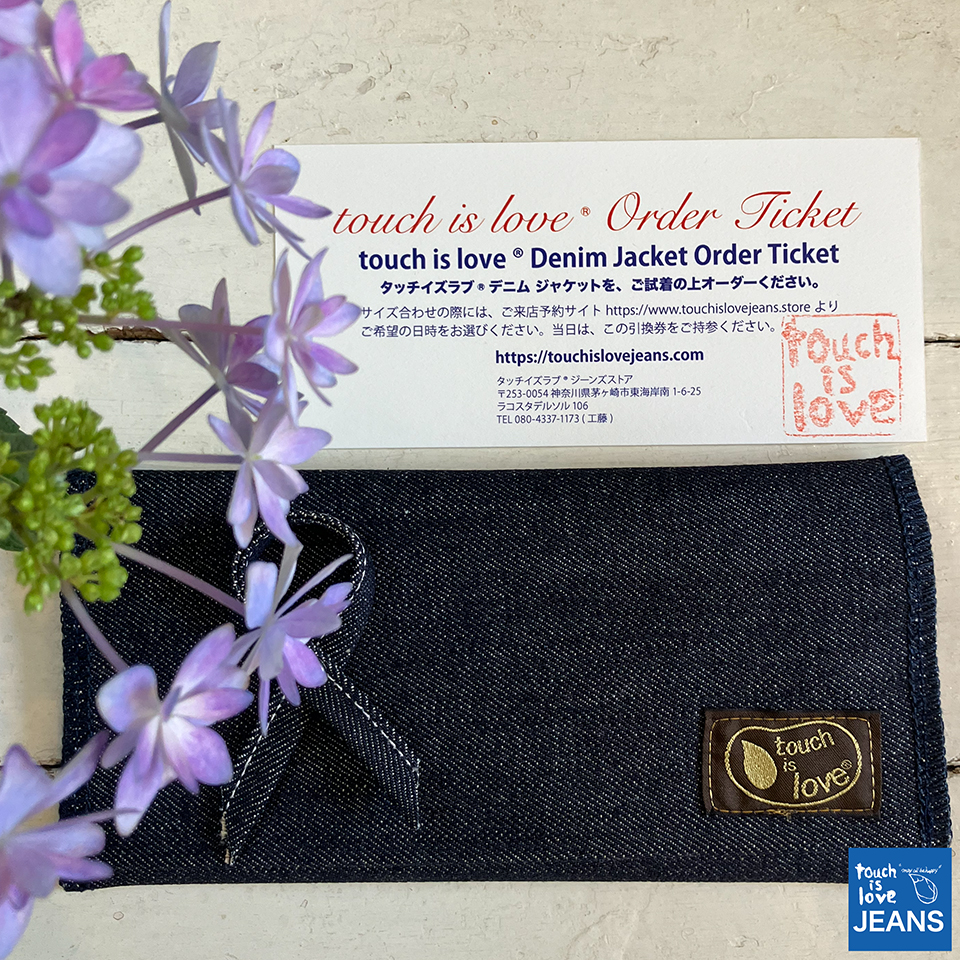 touch is love ® Order Ticket
touch is love ® Denim Jacket Order Ticket
タッチイズラブ ® デニム ジャケットを、ご試着の上オーダーください。
サイズ合わせの際には、ご来店予約サイト https://www.touchislovejeans.store より
ご希望の日時をお選びください。当日は、この引換券をご持参ください。
https://touchislovejeans.com
タッチイズラブ ® ジーンズストア
〒253-0054 神奈川県茅ヶ崎市東海岸南 1-6-25
ラコスタデルソル 106
TEL 080-4337-1173 ( 工藤 )
touch
is
love
touch
is
love®
touch
is
love
JEANS